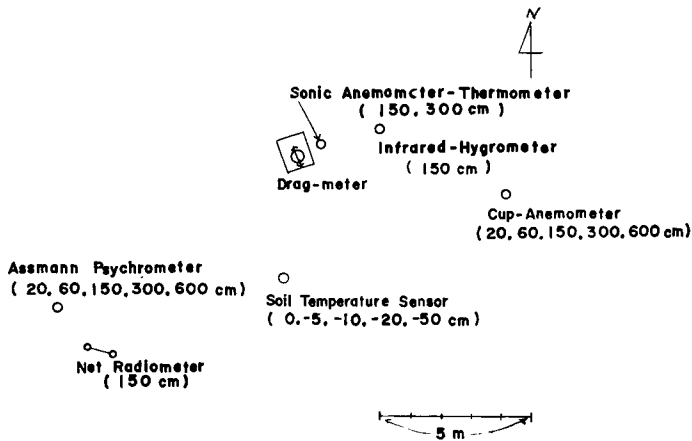 N
Sonic Anemamcter-Thermometer
(150, 300 cm)
Infrared-Hygrometer
(150 cm)
Drag-meter
Cup-Anemometer
(20, 60, 150, 300, 600 cm)
Assmann Psychrometer
(20, 60, 150, 300, 600 cm)
Soil Temperature Sensor
(0, -5, -10, -20, -50 cm)
Net Radiometer
(150 cm)
5 m